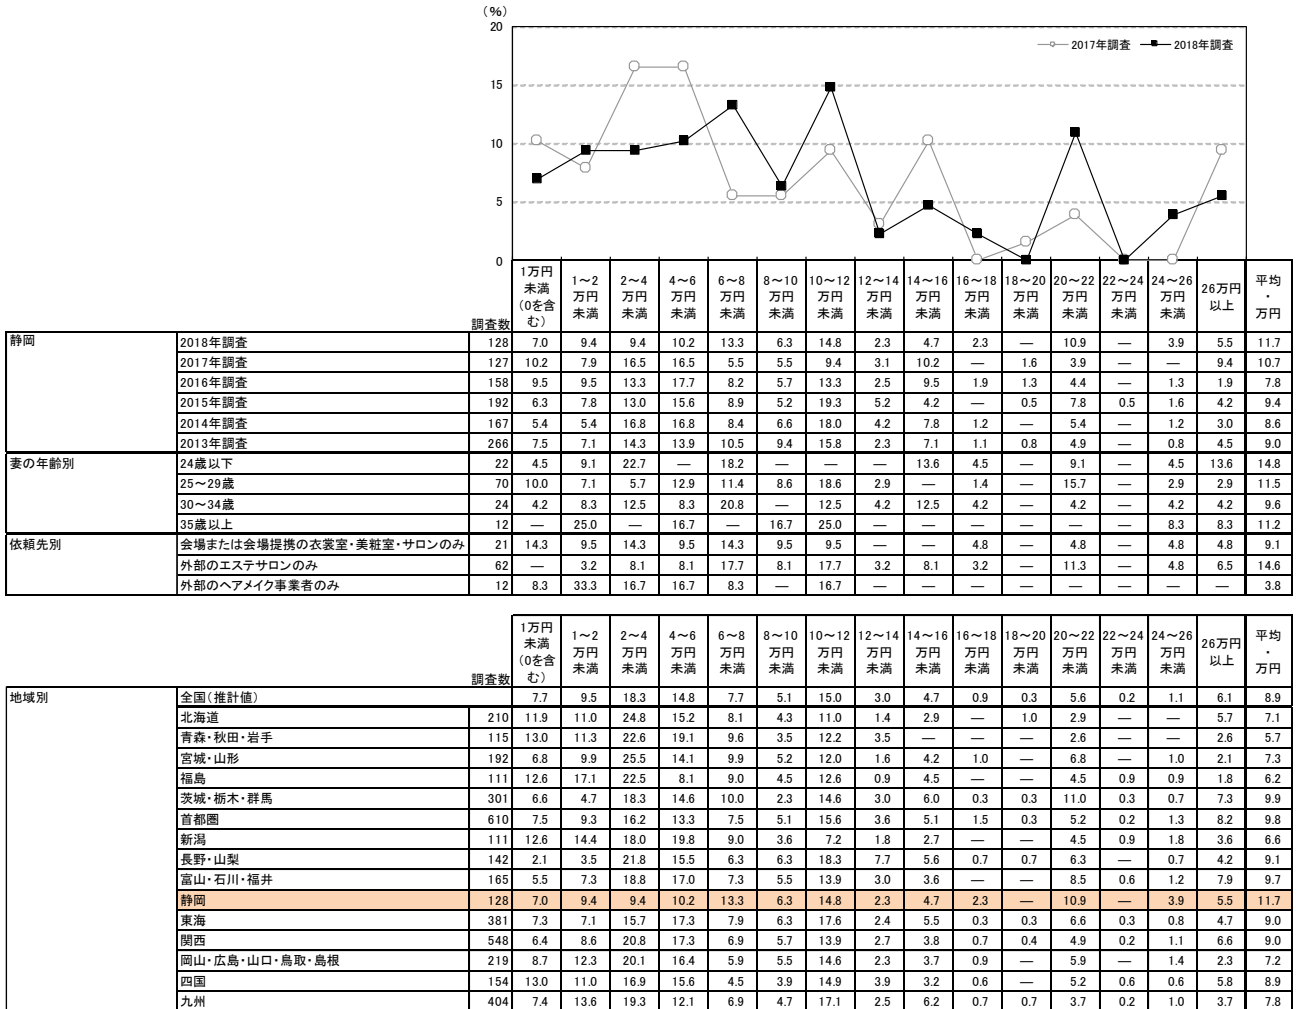 (%)
20
15
10
5
0
2017年調査 2018年調査
調査数 1万円未満(0を含む) 1～2万円未満 2～4万円未満 4～6万円未満 6～8万円未満 8～10万円未満 10～12万円未満 12～14万円未満 14～16万円未満 16～18万円未満 18～20万円未満 20～22万円未満 22～24万円未満 24～26万円未満 26万円以上 平均・万円
静岡 2018年調査 128 7.0 9.4 9.4 10.2 13.3 6.3 14.8 2.3 4.7 2.3 — 10.9 — 3.9 5.5 11.7
2017年調査 127 10.2 7.9 16.5 16.5 5.5 5.5 9.4 3.1 10.2 — 1.6 3.9 — — 9.4 10.7
2016年調査 158 9.5 9.5 13.3 17.7 8.2 5.7 13.3 2.5 9.5 1.9 1.3 4.4 — 1.3 1.9 7.8
2015年調査 192 6.3 7.8 13.0 15.6 8.9 5.2 19.3 5.2 4.2 — 0.5 7.8 0.5 1.6 4.2 9.4
2014年調査 167 5.4 5.4 16.8 16.8 8.4 6.6 18.0 4.2 7.8 1.2 — 5.4 — 1.2 3.0 8.6
2013年調査 266 7.5 7.1 14.3 13.9 10.5 9.4 15.8 2.3 7.1 1.1 0.8 4.9 — 0.8 4.5 9.0
妻の年齢別 24歳以下 22 4.5 9.1 22.7 — 18.2 — — — 13.6 4.5 — 9.1 — 4.5 13.6 14.8
25～29歳 70 10.0 7.1 5.7 12.9 11.4 8.6 18.6 2.9 — 1.4 — 15.7 — 2.9 2.9 11.5
30～34歳 24 4.2 8.3 12.5 8.3 20.8 — 12.5 4.2 12.5 4.2 — 4.2 — 4.2 4.2 9.6
35歳以上 12 — 25.0 — 16.7 — 16.7 25.0 — — — — — — 8.3 8.3 11.2
依頼先別 会場または会場提携の衣裳室・美粧室・サロンのみ 21 14.3 9.5 14.3 9.5 14.3 9.5 9.5 — — 4.8 — 4.8 — 4.8 4.8 9.1
外部のエステサロンのみ 62 — 3.2 8.1 8.1 17.7 8.1 17.7 3.2 8.1 3.2 — 11.3 — 4.8 6.5 14.6
外部のヘアメイク事業者のみ 12 8.3 33.3 16.7 16.7 8.3 — 16.7 — — — — — — — — 3.8
調査数 1万円未満(0を含む) 1～2万円未満 2～4万円未満 4～6万円未満 6～8万円未満 8～10万円未満 10～12万円未満 12～14万円未満 14～16万円未満 16～18万円未満 18～20万円未満 20～22万円未満 22～24万円未満 24～26万円未満 26万円以上 平均・万円
地域別 全国(推計値) 7.7 9.5 18.3 14.8 7.7 5.1 15.0 3.0 4.7 0.9 0.3 5.6 0.2 1.1 6.1 8.9
北海道 210 11.9 11.0 24.8 15.2 8.1 4.3 11.0 1.4 2.9 — 1.0 2.9 — — 5.7 7.1
青森・秋田・岩手 115 13.0 11.3 22.6 19.1 9.6 3.5 12.2 3.5 — — — 2.6 — — 2.6 5.7
宮城・山形 192 6.8 9.9 25.5 14.1 9.9 5.2 12.0 1.6 4.2 1.0 — 6.8 — 1.0 2.1 7.3
福島 111 12.6 17.1 22.5 8.1 9.0 4.5 12.6 0.9 4.5 — — 4.5 0.9 0.9 1.8 6.2
茨城・栃木・群馬 301 6.6 4.7 18.3 14.6 10.0 2.3 14.6 3.0 6.0 0.3 0.3 11.0 0.3 0.7 7.3 9.9
首都圏 610 7.5 9.3 16.2 13.3 7.5 5.1 15.6 3.6 5.1 1.5 0.3 5.2 0.2 1.3 8.2 9.8
新潟 111 12.6 14.4 18.0 19.8 9.0 3.6 7.2 1.8 2.7 — — 4.5 0.9 1.8 3.6 6.6
長野・山梨 142 2.1 3.5 21.8 15.5 6.3 6.3 18.3 7.7 5.6 0.7 0.7 6.3 — 0.7 4.2 9.1
富山・石川・福井 165 5.5 7.3 18.8 17.0 7.3 5.5 13.9 3.0 3.6 — — 8.5 0.6 1.2 7.9 9.7
静岡 128 7.0 9.4 9.4 10.2 13.3 6.3 14.8 2.3 4.7 2.3 — 10.9 — 3.9 5.5 11.7
東海 381 7.3 7.1 15.7 17.3 7.9 6.3 17.6 2.4 5.5 0.3 0.3 6.6 0.3 0.8 4.7 9.0
関西 548 6.4 8.6 20.8 17.3 6.9 5.7 13.9 2.7 3.8 0.7 0.4 4.9 0.2 1.1 6.6 9.0
岡山・広島・山口・鳥取・島根 219 8.7 12.3 20.1 16.4 5.9 5.5 14.6 2.3 3.7 0.9 — 5.9 — 1.4 2.3 7.2
四国 154 13.0 11.0 16.9 15.6 4.5 3.9 14.9 3.9 3.2 0.6 — 5.2 0.6 0.6 5.8 8.9
九州 404 7.4 13.6 19.3 12.1 6.9 4.7 17.1 2.5 6.2 0.7 0.7 3.7 0.2 1.0 3.7 7.8